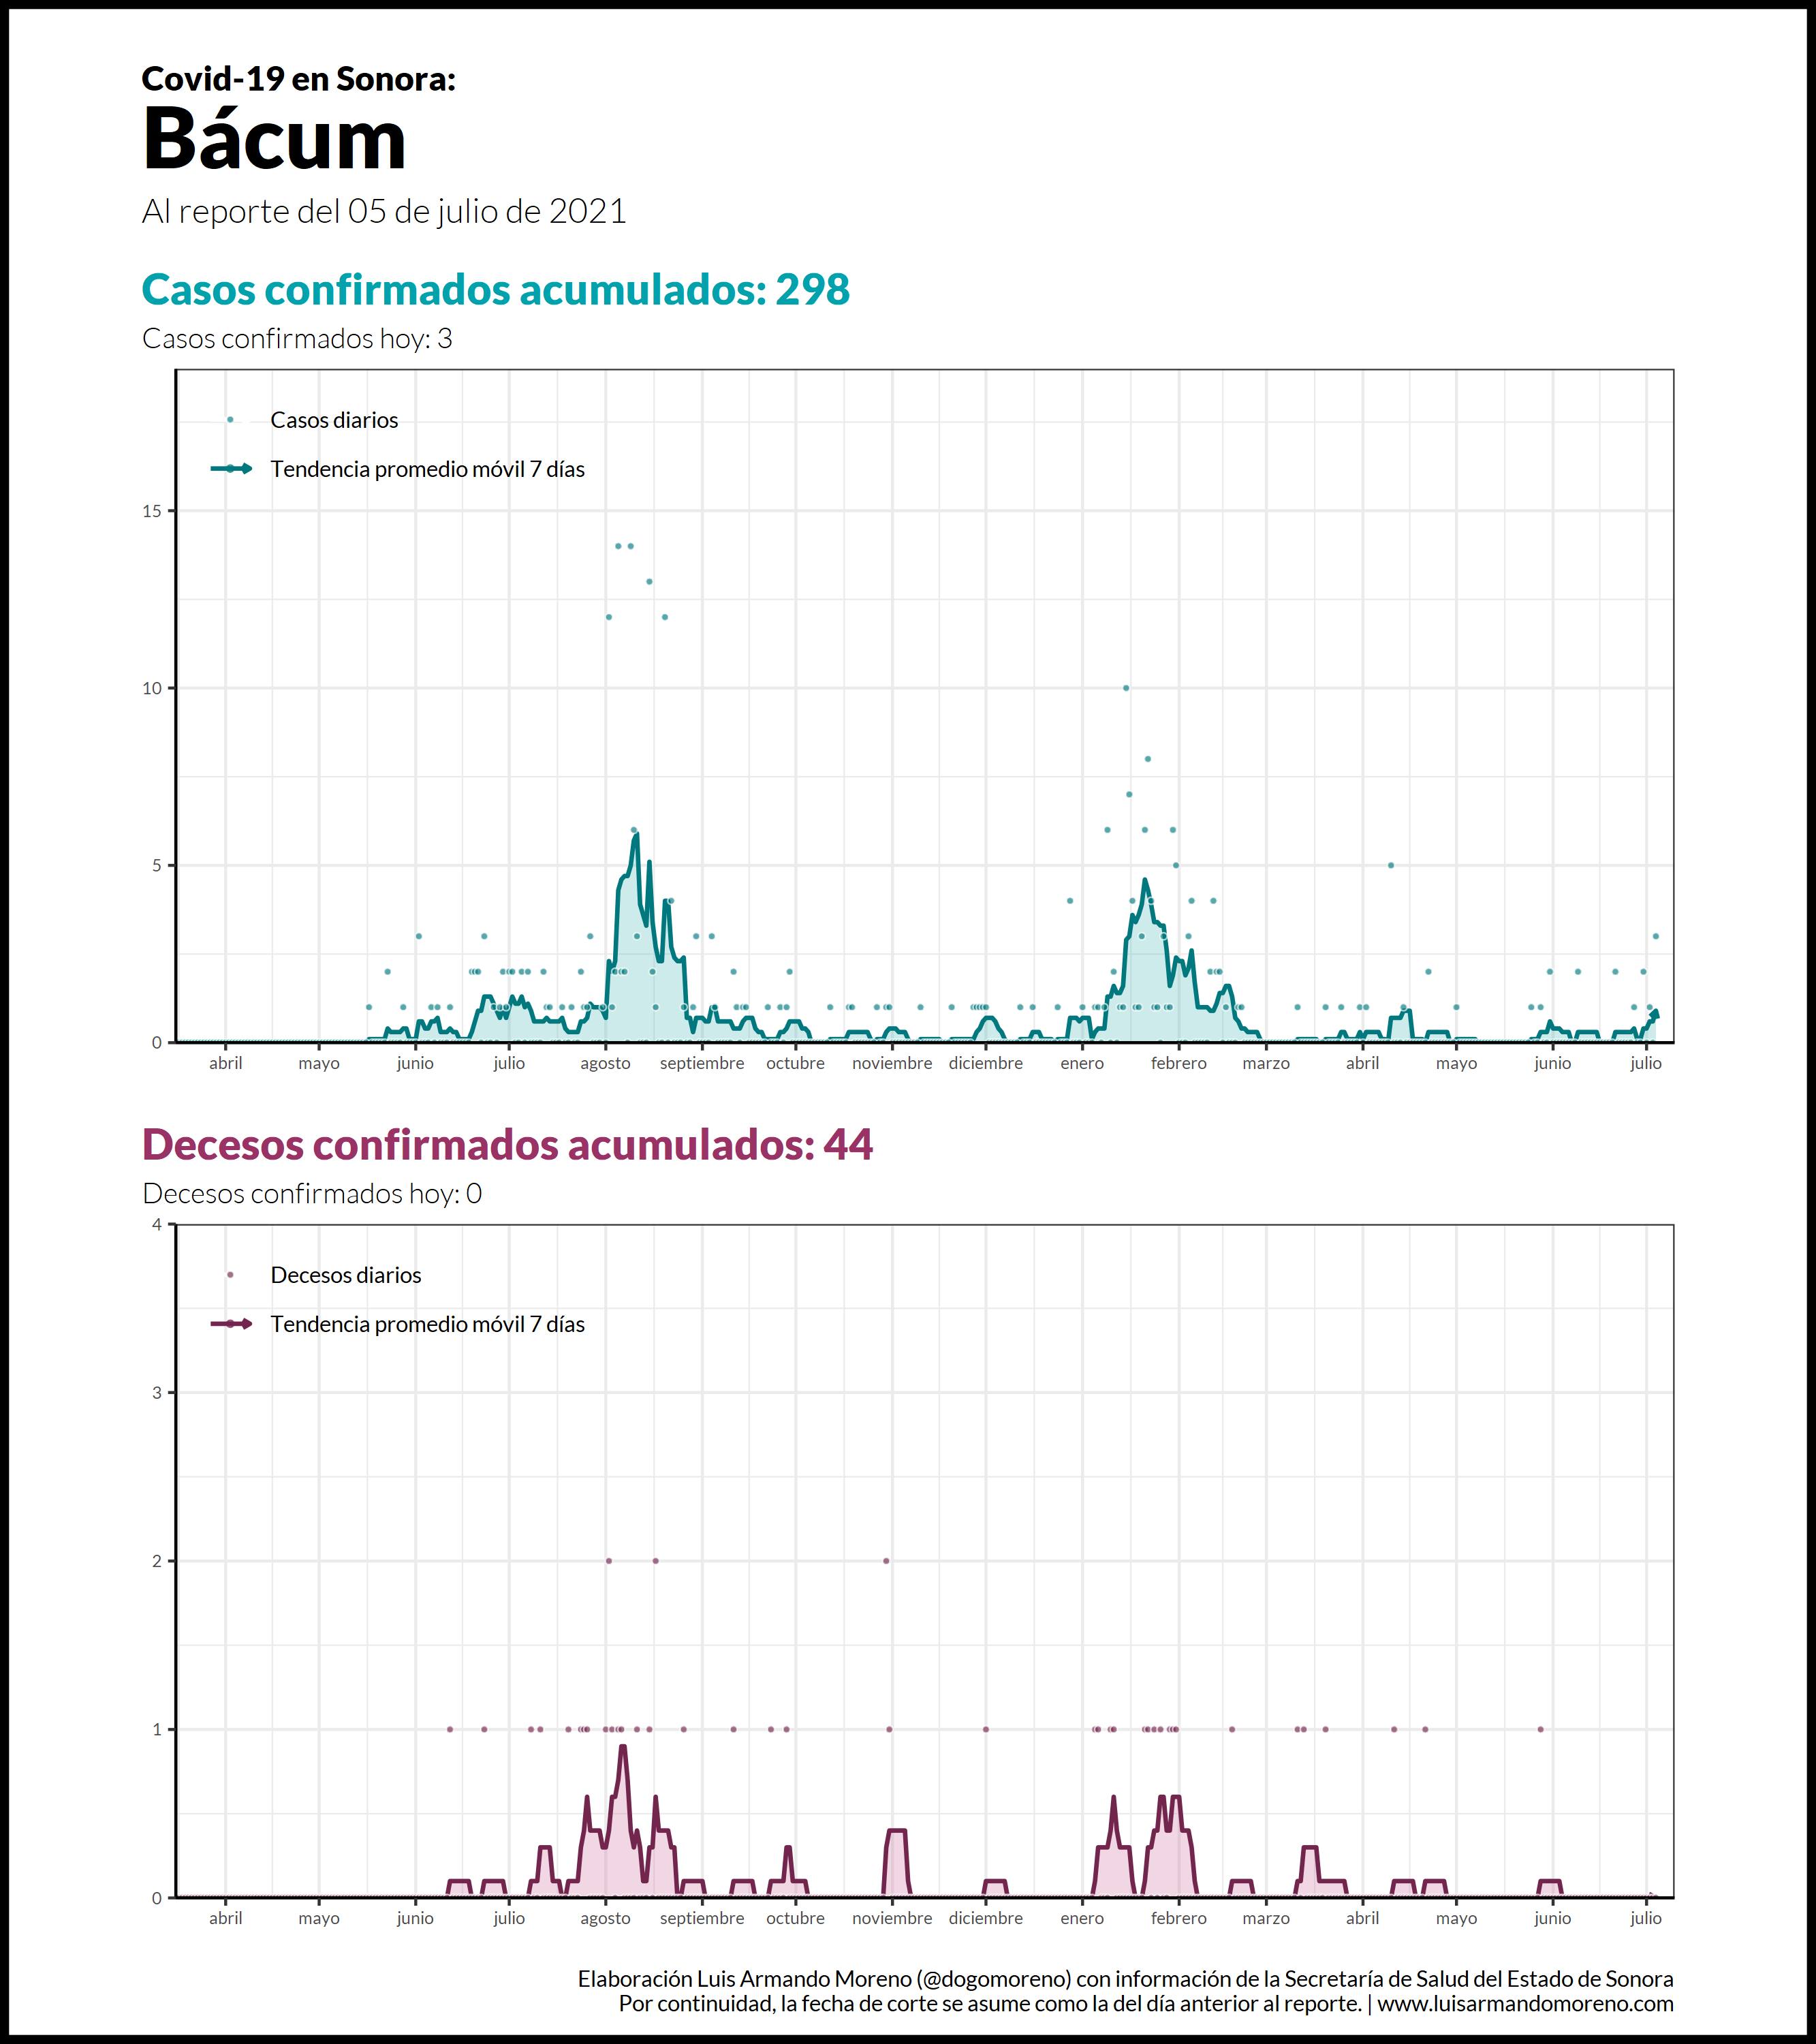 Covid-19 en Sonora:
Bácum
Al reporte del 05 de julio de 2021
Casos confirmados acumulados: 298
Casos confirmados hoy: 3
Casos diarios
Tendencia promedio móvil 7 días
15
10
5
0
abril mayo junio julio agosto septiembre octubre noviembre diciembre enero febrero marzo abril mayo junio julio
Decesos confirmados acumulados: 44
Decesos confirmados hoy: 0
4
Decesos diarios
Tendencia promedio móvil 7 días
3
2
1
0
abril mayo junio julio agosto septiembre octubre noviembre diciembre enero febrero marzo abril mayo junio julio
Elaboración Luis Armando Moreno (@dogomoreno) con información de la Secretaría de Salud del Estado de Sonora
Por continuidad, la fecha de corte se asume como la del día anterior al reporte. | www.luisarmandomoreno.com